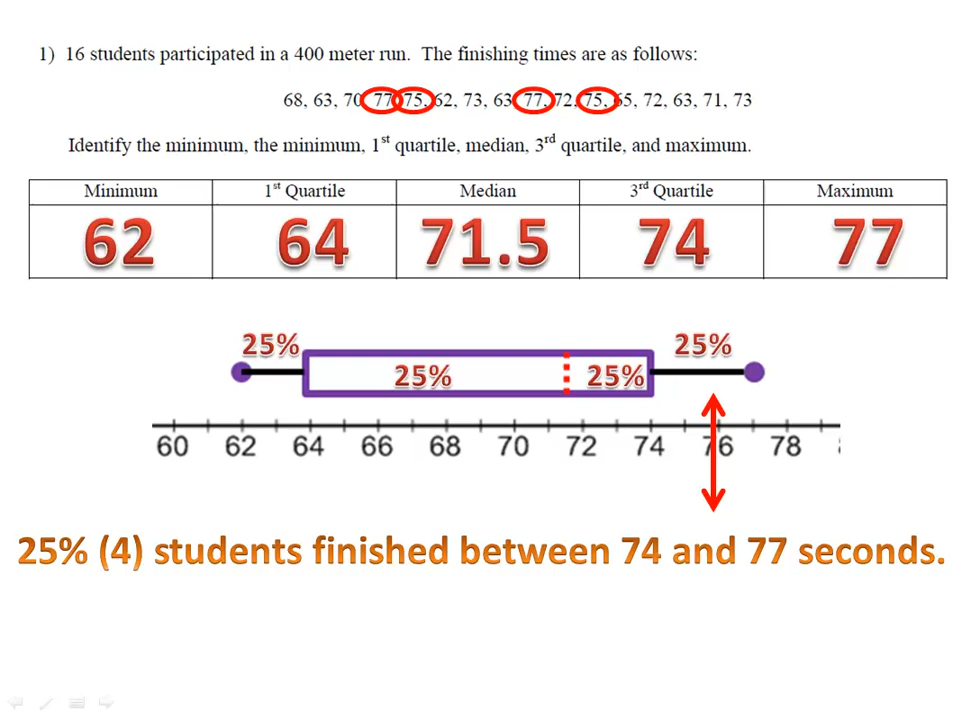 1) 16 students participated in a 400 meter run. The finishing times are as follows:
68, 63, 70, 77, 75, 62, 73, 63, 77, 72, 75, 65, 72, 63, 71, 73
Identify the minimum, the minimum, 1st quartile, median, 3rd quartile, and maximum.
Minimum 1st Quartile Median 3rd Quartile Maximum
62 64 71.5 74 77
25% 25%
25% 25%
60 62 64 66 68 70 72 74 76 78
25% (4) students finished between 74 and 77 seconds.